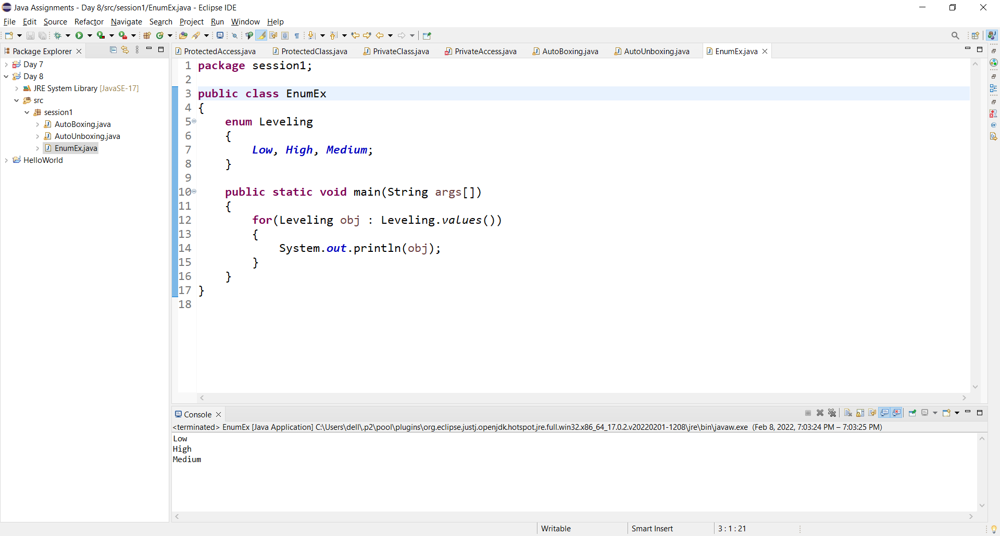 Java Assignments - Day 8/src/session1/EnumEx.java - Eclipse IDE
File Edit Source Refactor Navigate Search Project Run Window Help
Package Explorer
Day 7
Day 8
JRE System Library [JavaSE-17]
src
session1
AutoBoxing.java
AutoUnboxing.java
EnumEx.java
HelloWorld
ProtectedAccess.java ProtectedClass.java PrivateClass.java PrivateAccess.java AutoBoxing.java AutoUnboxing.java EnumEx.java
1 package session1;
2
3 public class EnumEx
4 {
5     enum Leveling
6     {
7         Low, High, Medium;
8     }
9
10     public static void main(String args[])
11     {
12         for(Leveling obj : Leveling.values())
13         {
14             System.out.println(obj);
15         }
16     }
17 }
18
Console
<terminated> EnumEx [Java Application] C:\Users\dell\.p2\pool\plugins\org.eclipse.justj.openjdk.hotspot.jre.full.win32.x86_64_17.0.2.v20220201-1208\jre\bin\javaw.exe (Feb 8, 2022, 7:03:24 PM – 7:03:25 PM)
Low
High
Medium
Writable Smart Insert 3 : 1 : 21